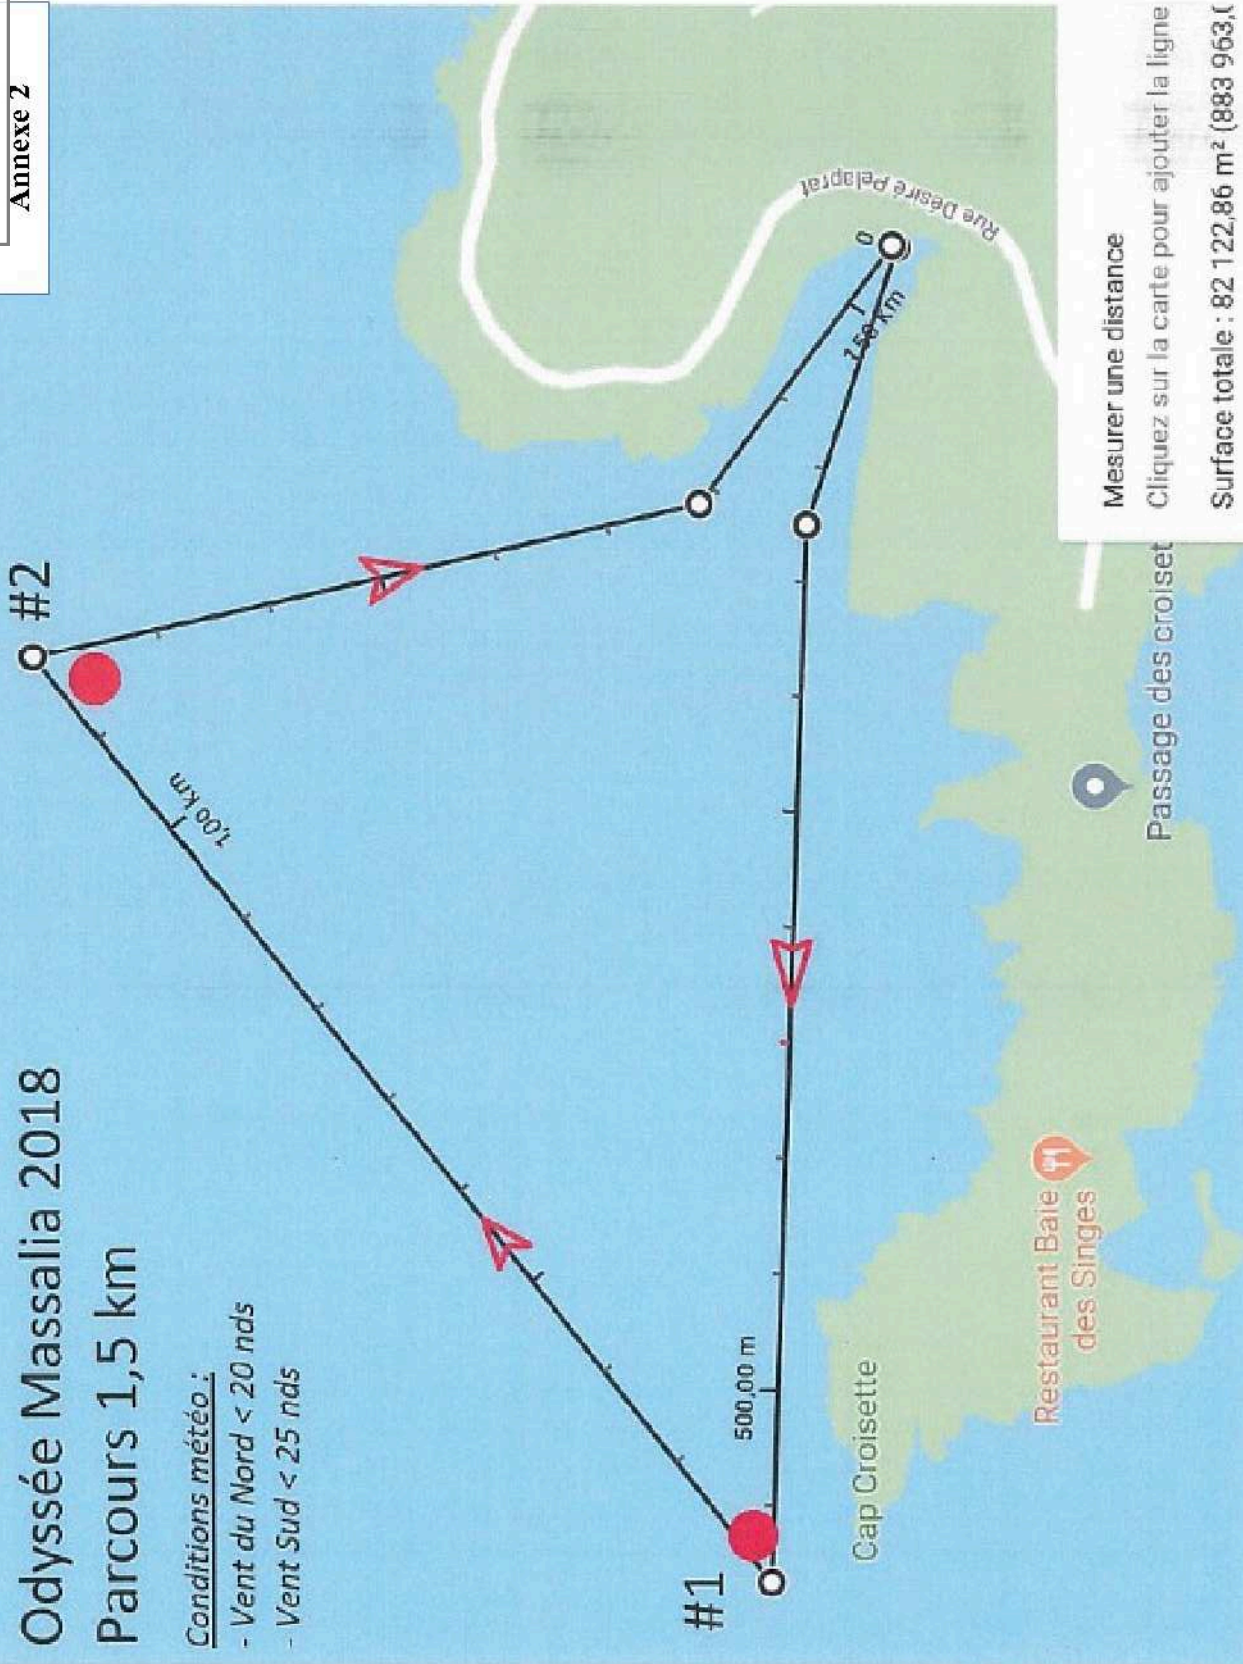 Annexe 2
Odyssée Massalia 2018
Parcours 1,5 km
Conditions météo :
- Vent du Nord < 20 nds
- Vent Sud < 25 nds
#1
#2
500,00 m
1,00 km
1,50 km
0
Rue Désiré Pelaprat
Cap Croisette
Restaurant Baie
des Singes
Passage des croiset
Mesurer une distance
Cliquez sur la carte pour ajouter la ligne
Surface totale : 82 122,86 m² (883 963,(